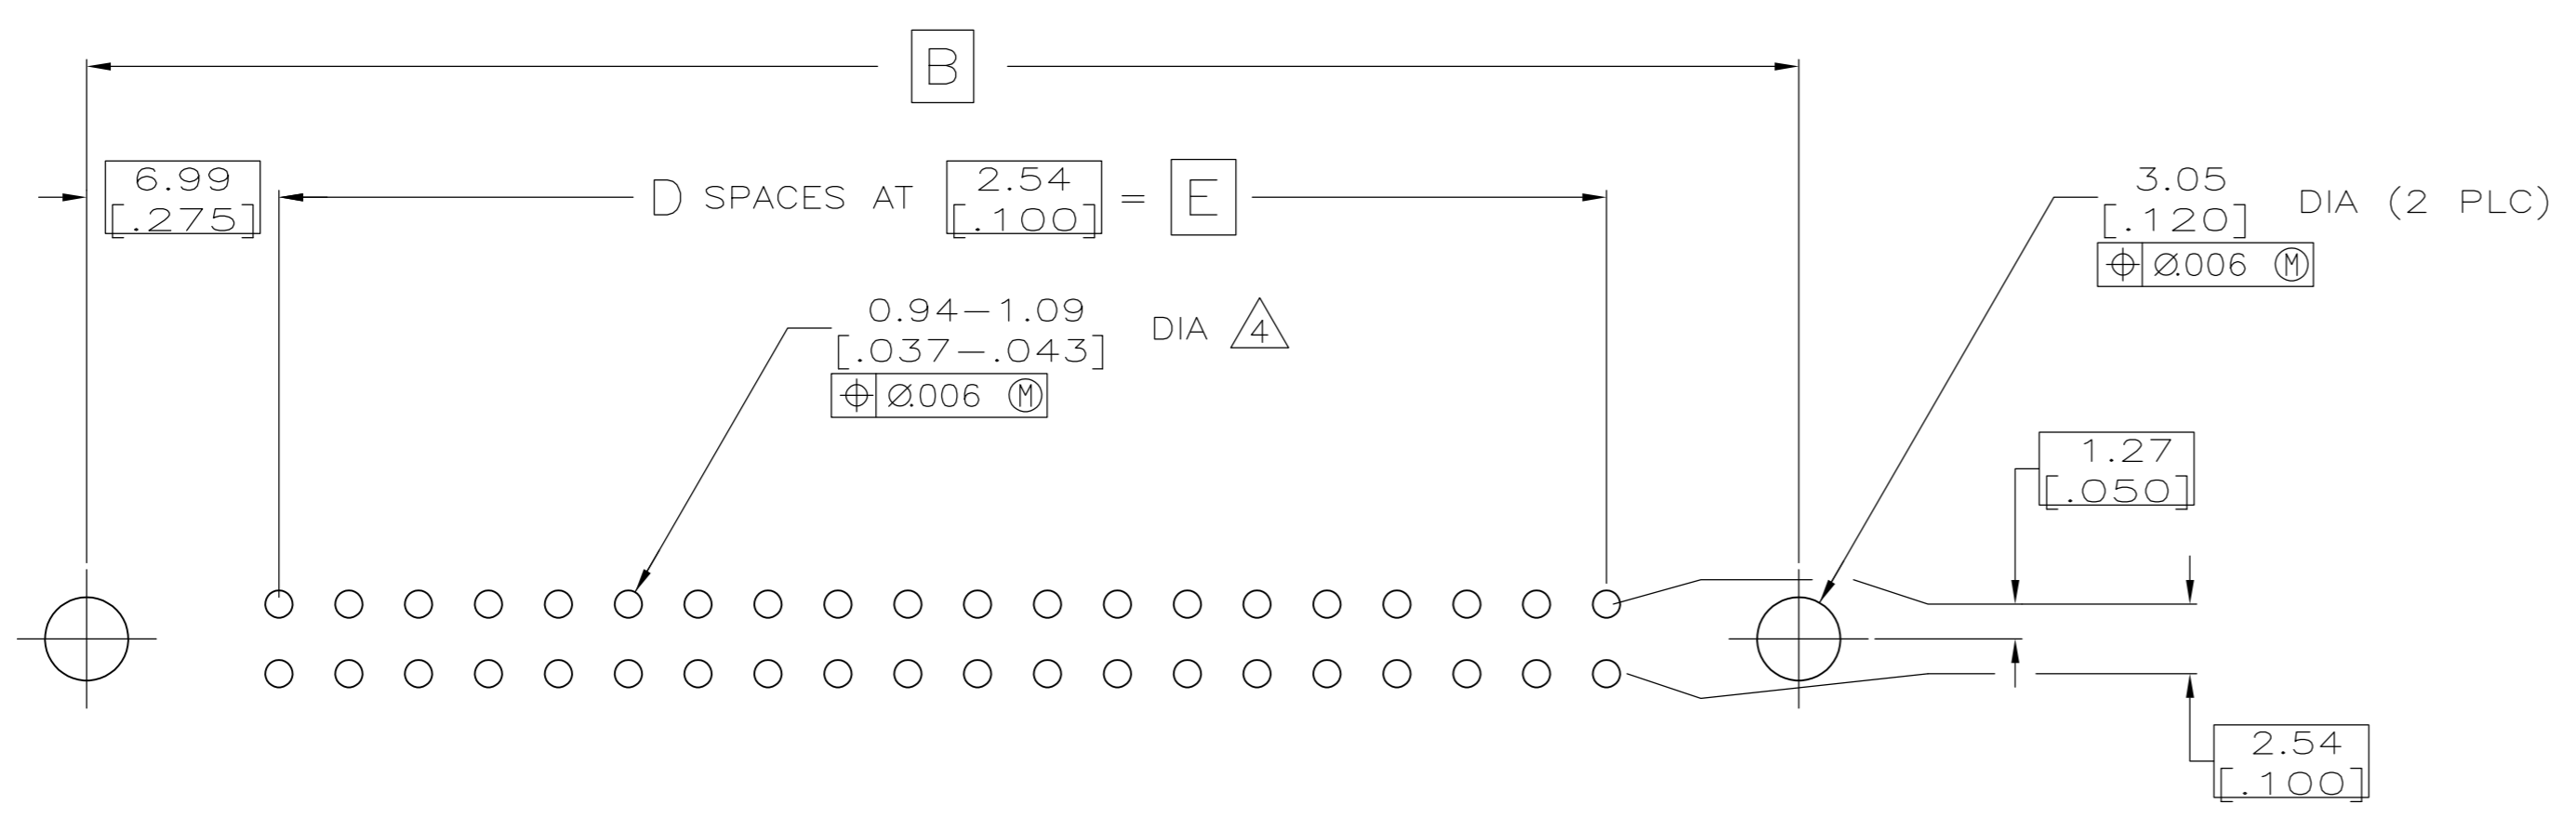 B
6.99
[.275]
D SPACES AT 2.54 = E
[.100]
3.05 DIA (2 PLC)
[.120]
⌖ Ø.006 Ⓜ
0.94-1.09 DIA 4
[.037-.043]
⌖ Ø.006 Ⓜ
1.27
[.050]
2.54
[.100]